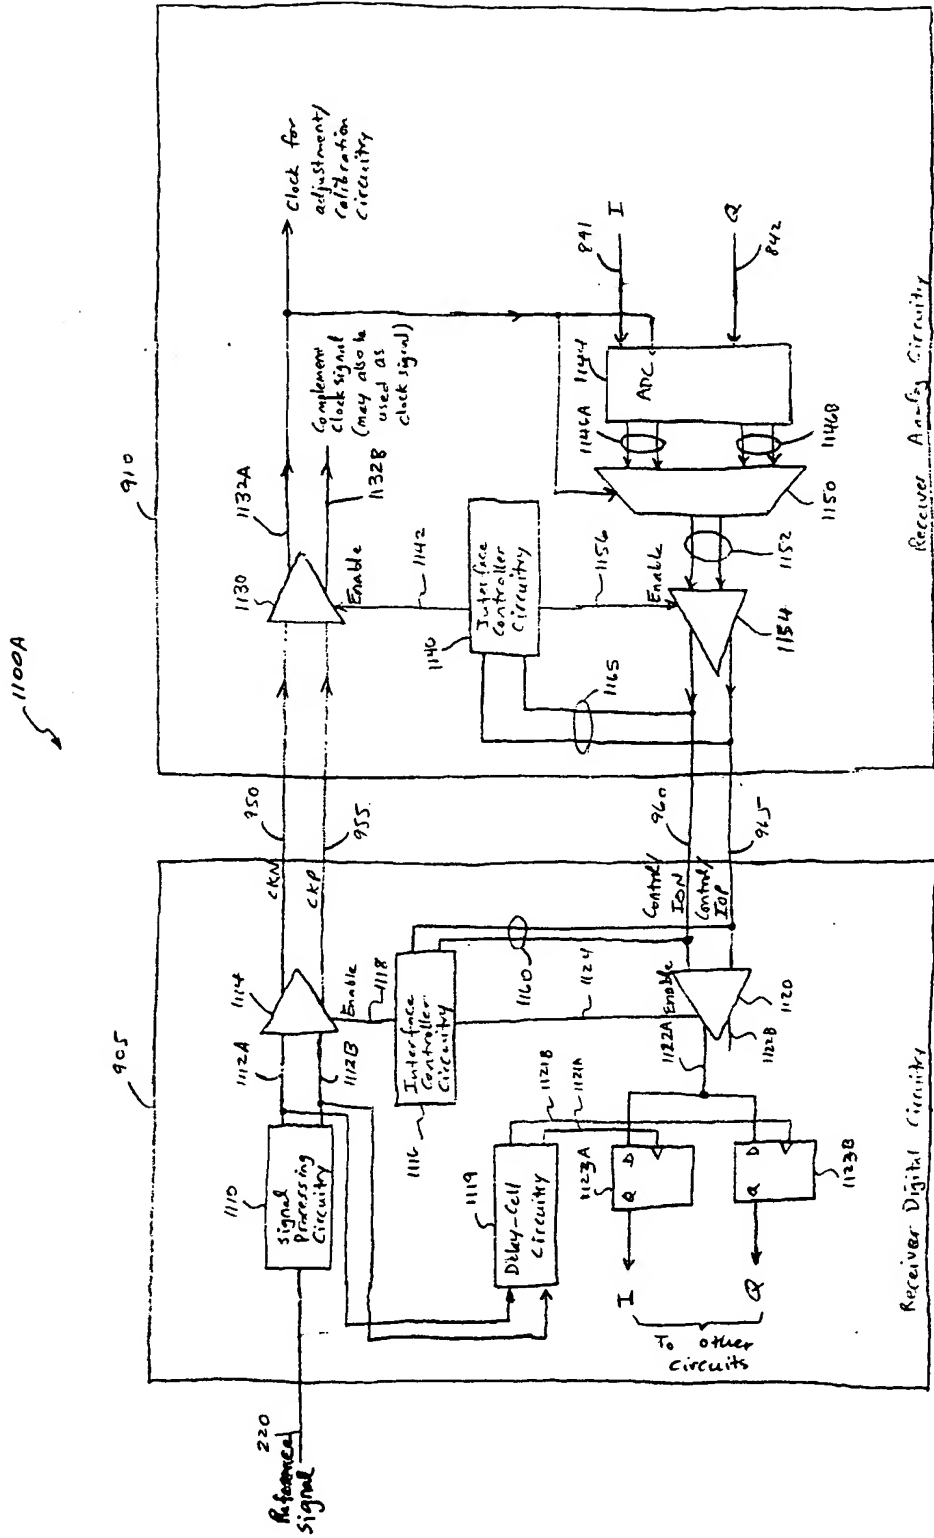 1100A
905
910
Reference
Signal
220
1110
Signal
Processing
Circuitry
1112A
1112B
1114
Enable
1118
CKN
CKP
950
955
1130
1132A
1132B
Enable
1142
Clock for
adjustment/
calibration
circuitry
Complement
clock signal
(may also be
used as
clock signal)
1116
Interface
Controller
Circuitry
1160
1124
1140
Interface
Controller
Circuitry
1165
1156
1119
Delay-Cell
Circuitry
1121B
1121A
1123A
Q
D
1123B
Q
D
I
Q
To other
circuits
1122A
1122B
Enable
1120
Control/
ION
Control/
IOP
960
965
Enable
1154
1152
1150
1146A
1146B
1144
ADC
841
I
Q
842
Receiver Digital Circuitry
Receiver Analog Circuitry